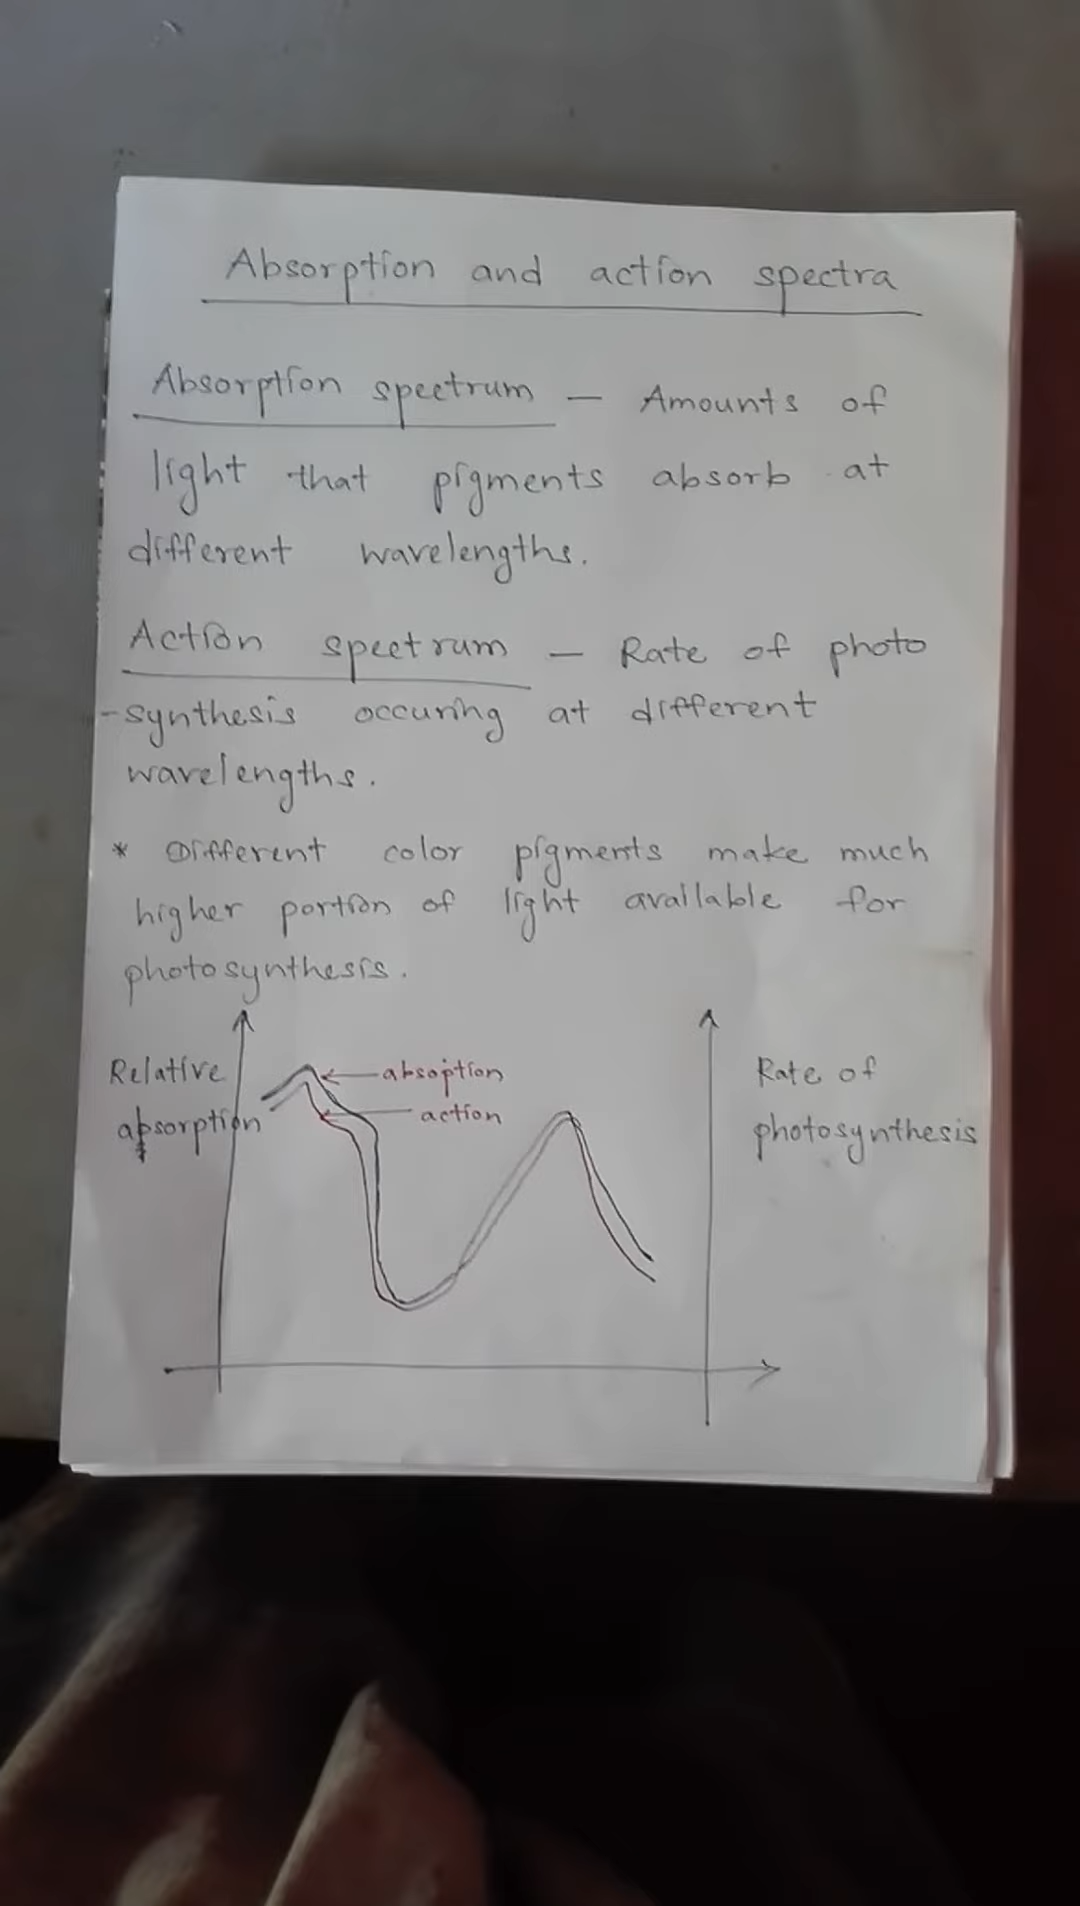 Absorption and action spectra
Absorption spectrum – Amounts of
light that pigments absorb at
different wavelengths.
Action spectrum – Rate of photo
-synthesis occuring at different
wavelengths.
* Different color pigments make much
higher portion of light available for
photosynthesis.
Relative
absorption
absoption
action
Rate of
photosynthesis